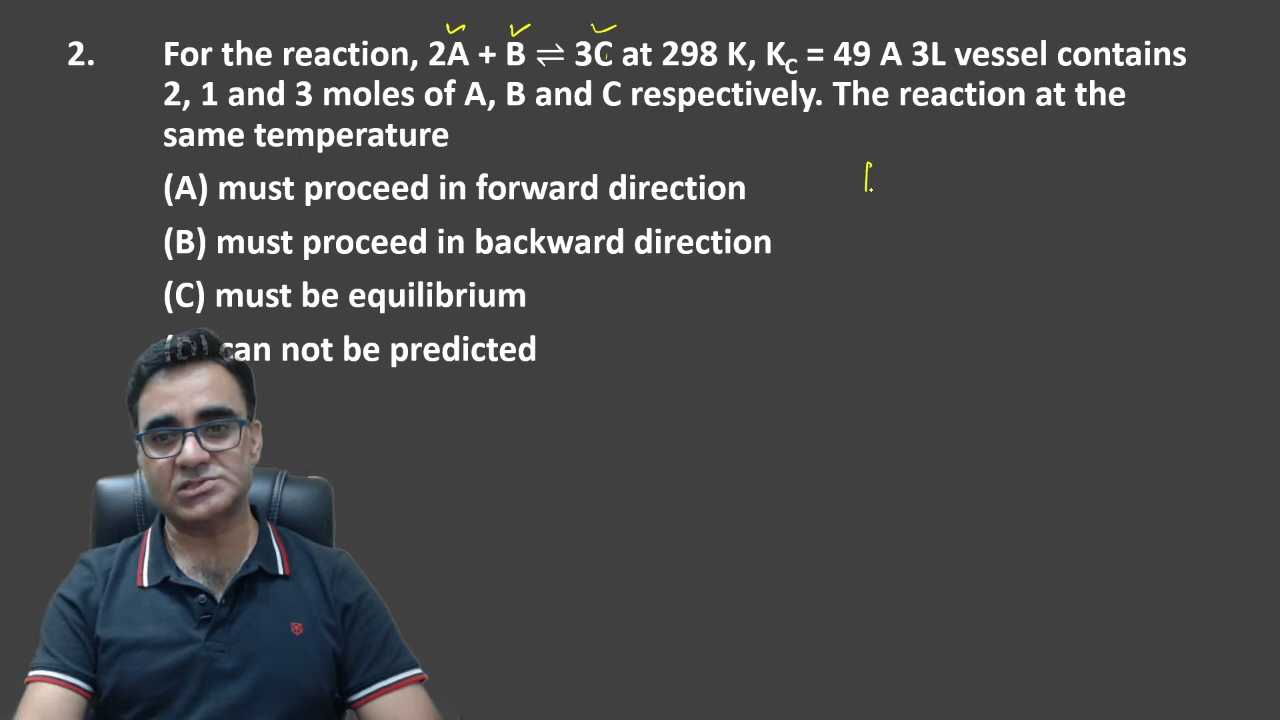 2. For the reaction, 2A + B ⇌ 3C at 298 K, K_C = 49 A 3L vessel contains
2, 1 and 3 moles of A, B and C respectively. The reaction at the
same temperature
(A) must proceed in forward direction
(B) must proceed in backward direction
(C) must be equilibrium
(D) can not be predicted